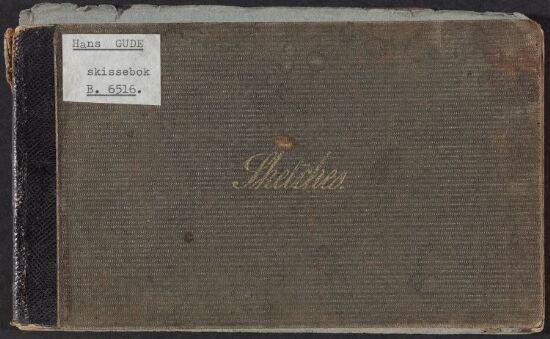 Hans GUDE
skissebok
B. 6516.
Sketches.